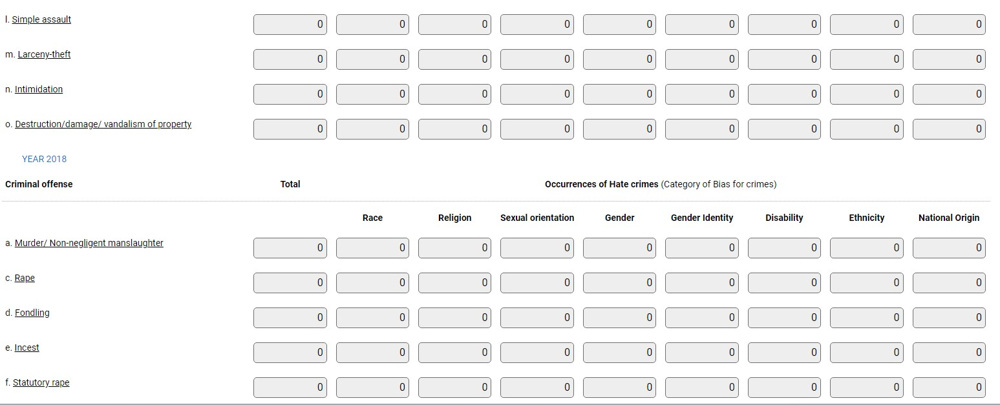 l. Simple assault 0 0 0 0 0 0 0 0 0
m. Larceny-theft 0 0 0 0 0 0 0 0 0
n. Intimidation 0 0 0 0 0 0 0 0 0
o. Destruction/damage/ vandalism of property 0 0 0 0 0 0 0 0 0
YEAR 2018
Criminal offense Total Occurrences of Hate crimes (Category of Bias for crimes)
Race Religion Sexual orientation Gender Gender Identity Disability Ethnicity National Origin
a. Murder/ Non-negligent manslaughter 0 0 0 0 0 0 0 0 0
c. Rape 0 0 0 0 0 0 0 0 0
d. Fondling 0 0 0 0 0 0 0 0 0
e. Incest 0 0 0 0 0 0 0 0 0
f. Statutory rape 0 0 0 0 0 0 0 0 0